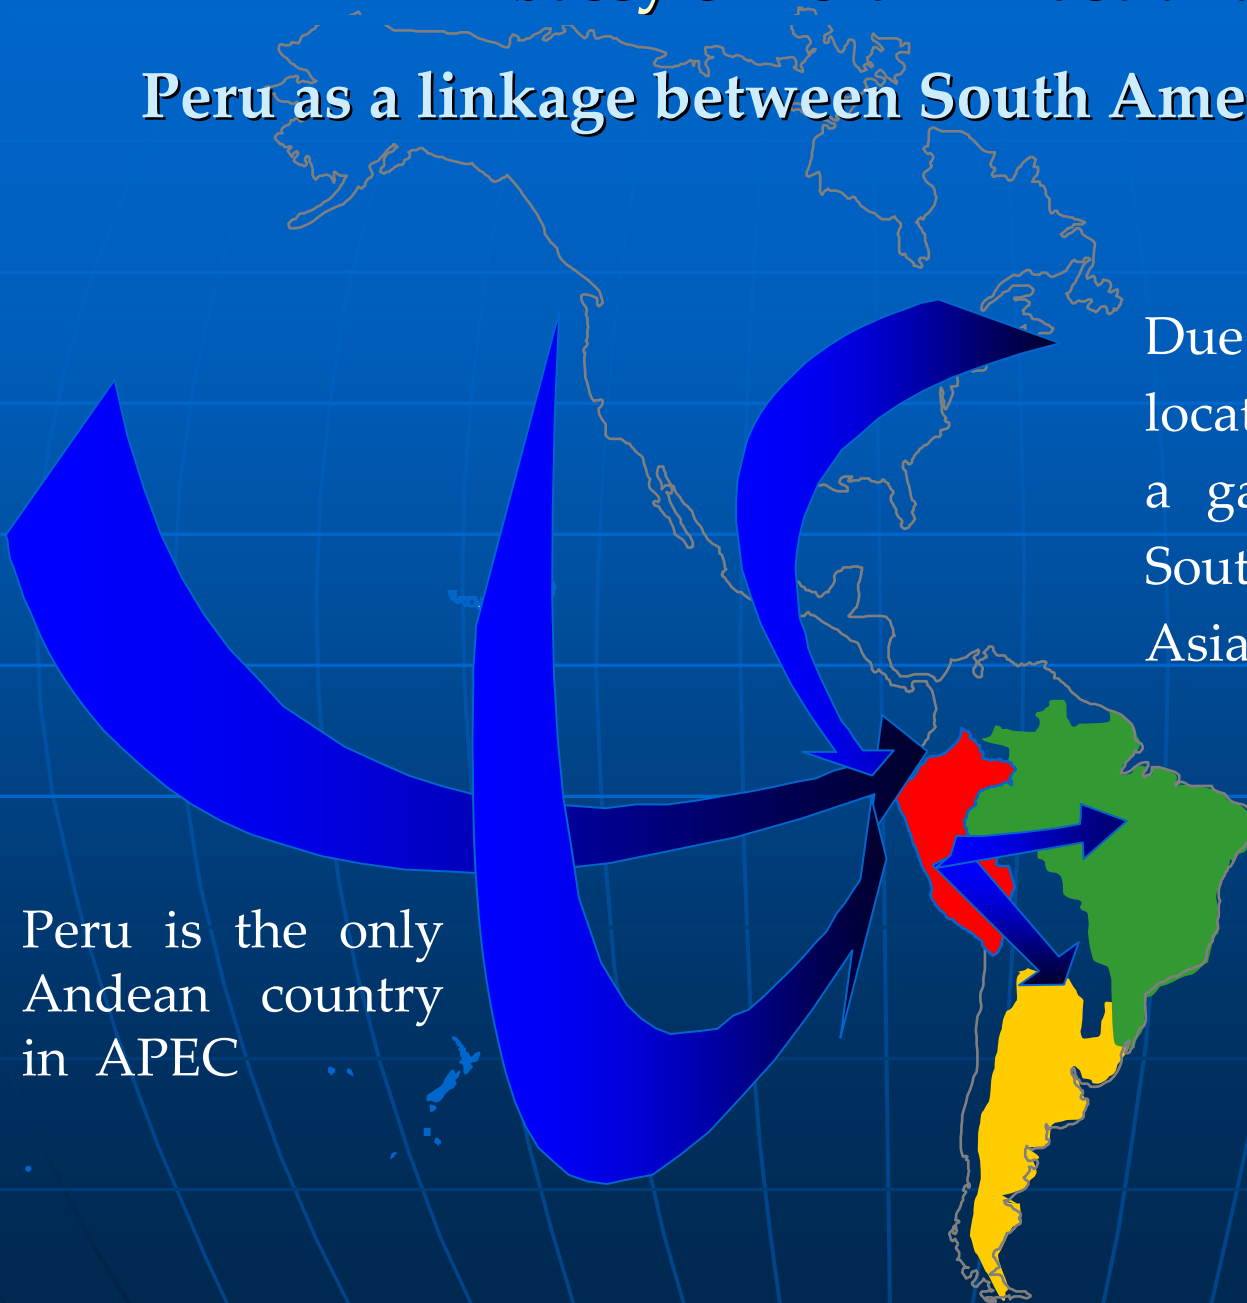 Peru as a linkage between South Ame
Due
locat
a ga
Sout
Asia
Peru is the only
Andean country
in APEC